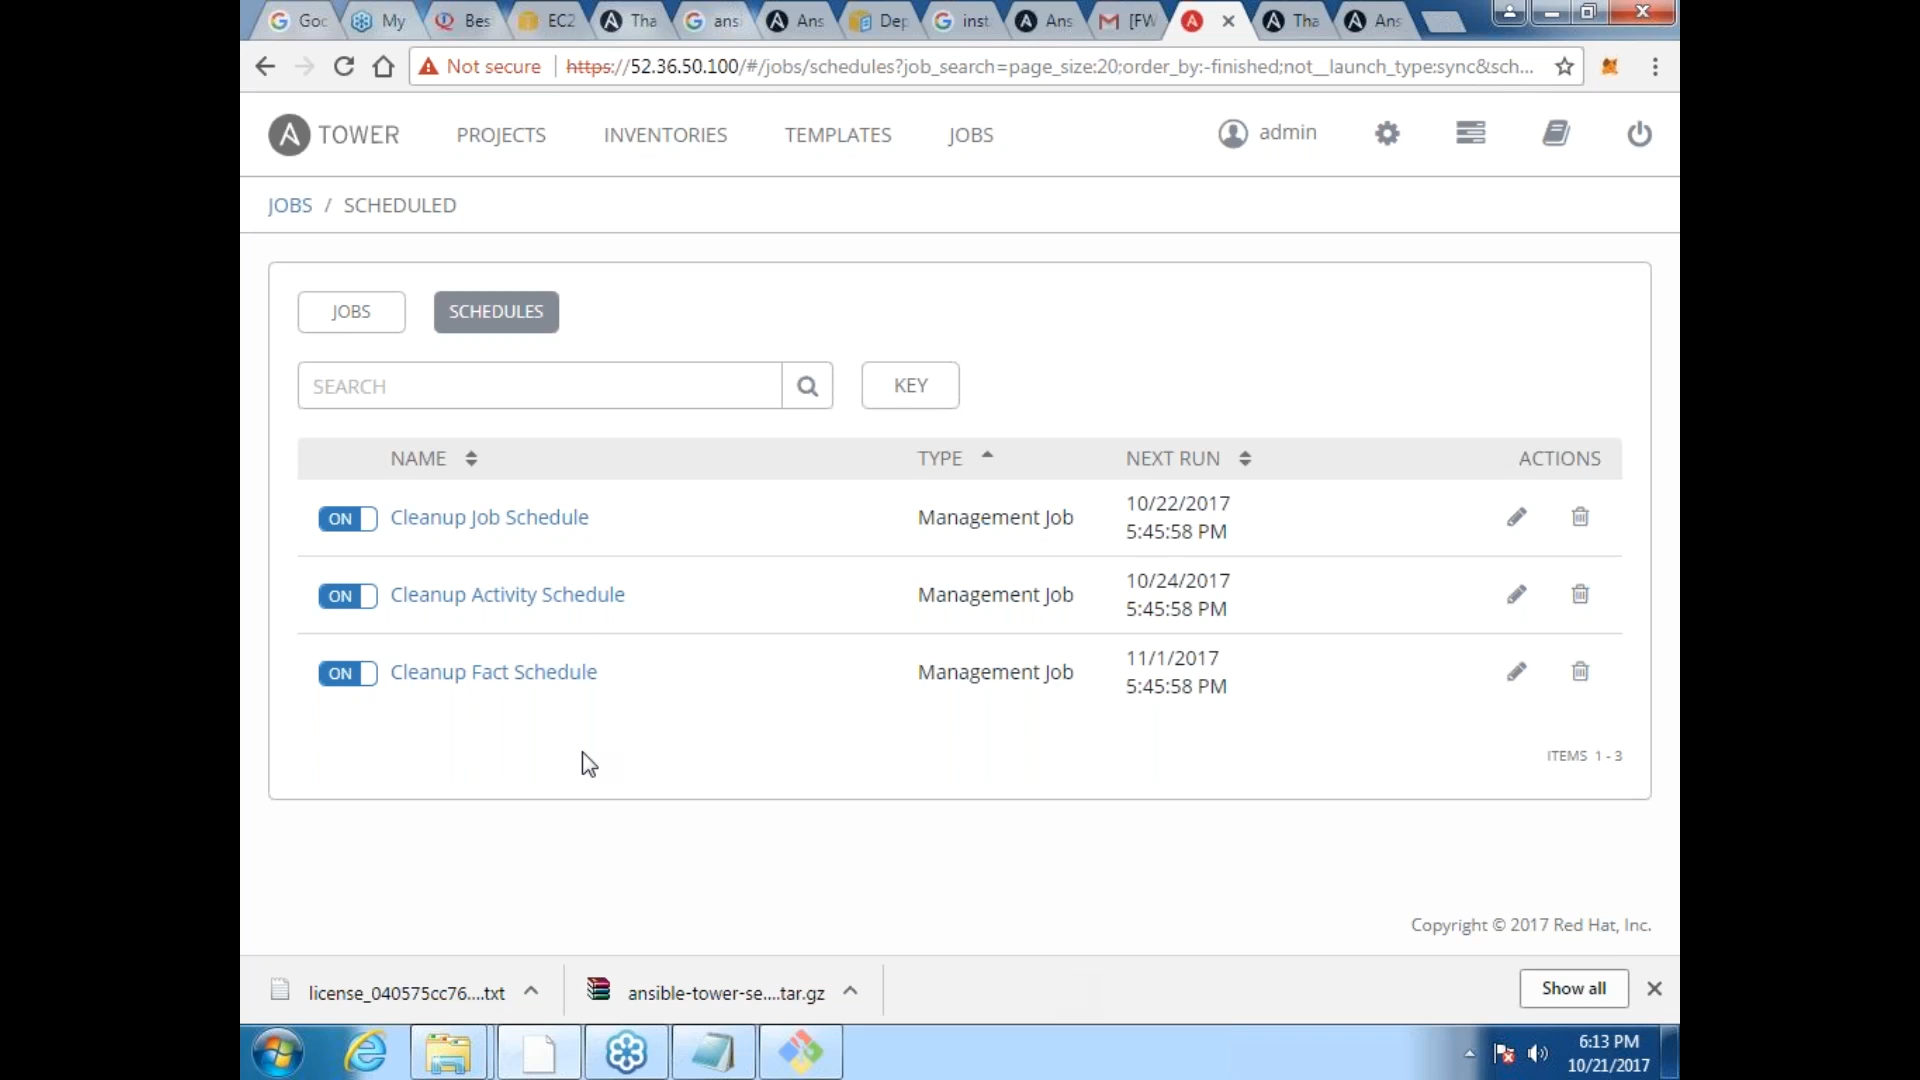 Goc My Bes EC2 Tha ans Ans Dep inst Ans [FW Tha Ans
Not secure https://52.36.50.100/#/jobs/schedules?job_search=page_size:20;order_by:-finished;not__launch_type:sync&sch...
A TOWER PROJECTS INVENTORIES TEMPLATES JOBS admin
JOBS / SCHEDULED
JOBS SCHEDULES
SEARCH KEY
NAME TYPE NEXT RUN ACTIONS
ON Cleanup Job Schedule Management Job 10/22/2017
5:45:58 PM
ON Cleanup Activity Schedule Management Job 10/24/2017
5:45:58 PM
ON Cleanup Fact Schedule Management Job 11/1/2017
5:45:58 PM
ITEMS 1 - 3
Copyright © 2017 Red Hat, Inc.
license_040575cc76....txt ansible-tower-se....tar.gz Show all
6:13 PM
10/21/2017